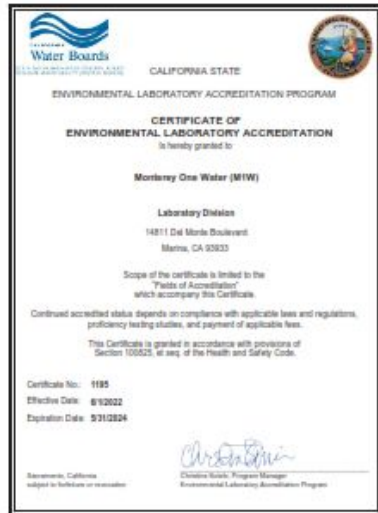 CALIFORNIA
Water Boards
CALIFORNIA STATE
ENVIRONMENTAL LABORATORY ACCREDITATION PROGRAM
CERTIFICATE OF
ENVIRONMENTAL LABORATORY ACCREDITATION
Is hereby granted to
Monterey One Water (M1W)
Laboratory Division
14811 Del Monte Boulevard
Marina, CA 93933
Scope of the certificate is limited to the
"Fields of Accreditation"
which accompany this Certificate.
Continued accredited status depends on compliance with applicable laws and regulations,
proficiency testing studies, and payment of applicable fees.
This Certificate is granted in accordance with provisions of
Section 100825, et seq. of the Health and Safety Code.
Certificate No.: 1195
Effective Date: 6/1/2022
Expiration Date: 5/31/2024
Sacramento, California
subject to forfeiture or revocation
Christine Sotelo, Program Manager
Environmental Laboratory Accreditation Program